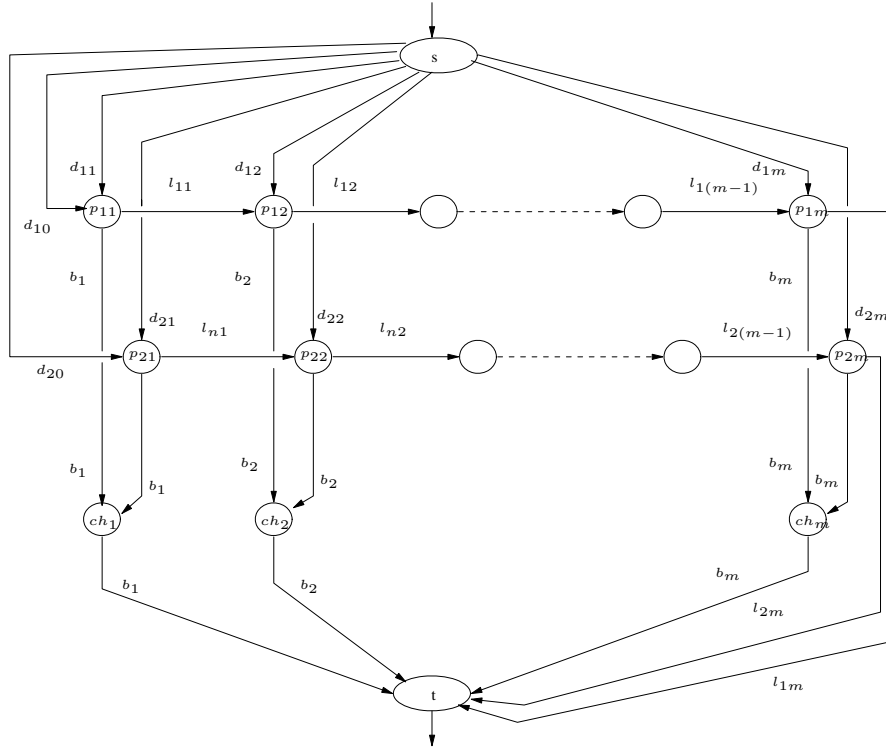 s
d₁₁ l₁₁ d₁₂ l₁₂ d₁ₘ l₁₍ₘ₋₁₎
p₁₁ p₁₂ p₁ₘ
d₁₀
b₁ b₂ bₘ
d₂₁ lₙ₁ d₂₂ lₙ₂ l₂₍ₘ₋₁₎ d₂ₘ
p₂₁ p₂₂ p₂ₘ
d₂₀
b₁ b₁ b₂ b₂ bₘ bₘ
ch₁ ch₂ chₘ
b₁ b₂ bₘ
l₂ₘ
t l₁ₘ